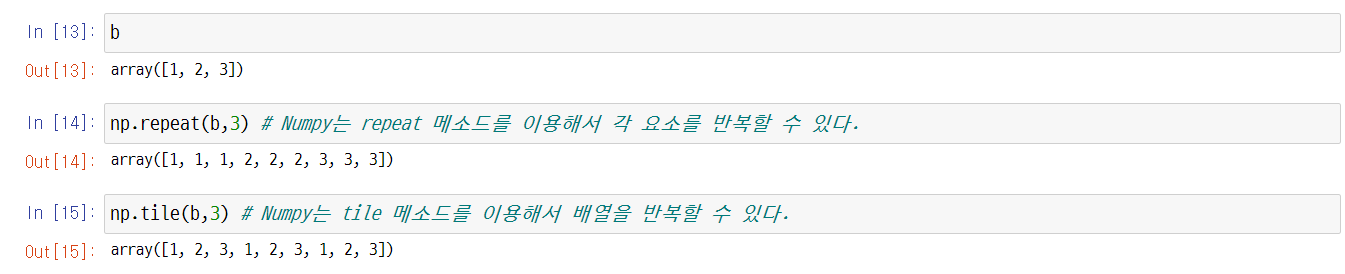 In [13]: b
Out[13]: array([1, 2, 3])
In [14]: np.repeat(b,3) # Numpy는 repeat 메소드를 이용해서 각 요소를 반복할 수 있다.
Out[14]: array([1, 1, 1, 2, 2, 2, 3, 3, 3])
In [15]: np.tile(b,3) # Numpy는 tile 메소드를 이용해서 배열을 반복할 수 있다.
Out[15]: array([1, 2, 3, 1, 2, 3, 1, 2, 3])